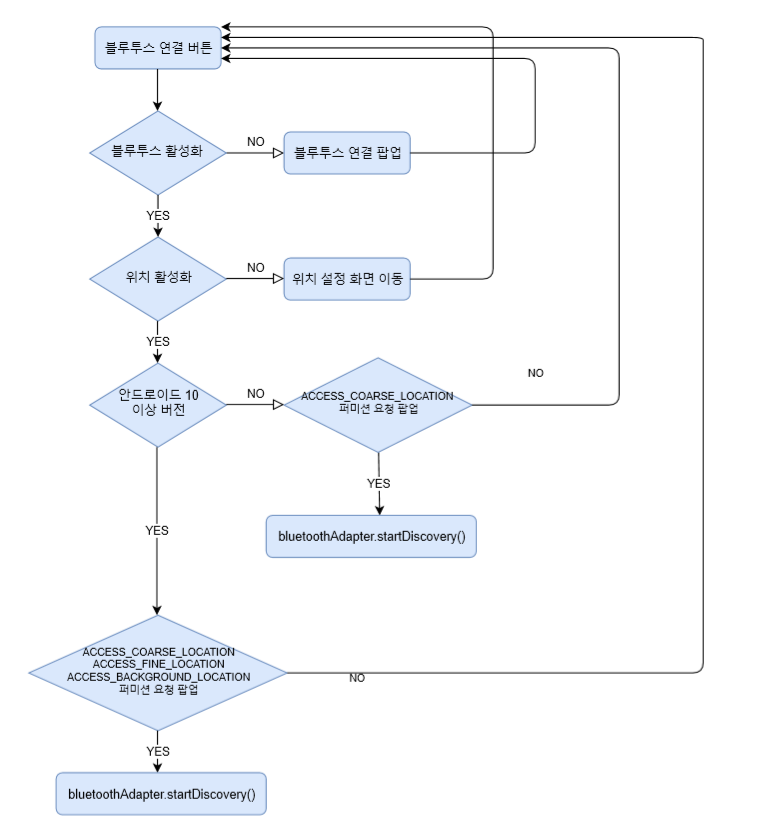 블루투스 연결 버튼
블루투스 활성화
NO
블루투스 연결 팝업
YES
위치 활성화
NO
위치 설정 화면 이동
YES
안드로이드 10
이상 버전
NO
ACCESS_COARSE_LOCATION
퍼미션 요청 팝업
NO
YES
bluetoothAdapter.startDiscovery()
YES
ACCESS_COARSE_LOCATION
ACCESS_FINE_LOCATION
ACCESS_BACKGROUND_LOCATION
퍼미션 요청 팝업
NO
YES
bluetoothAdapter.startDiscovery()